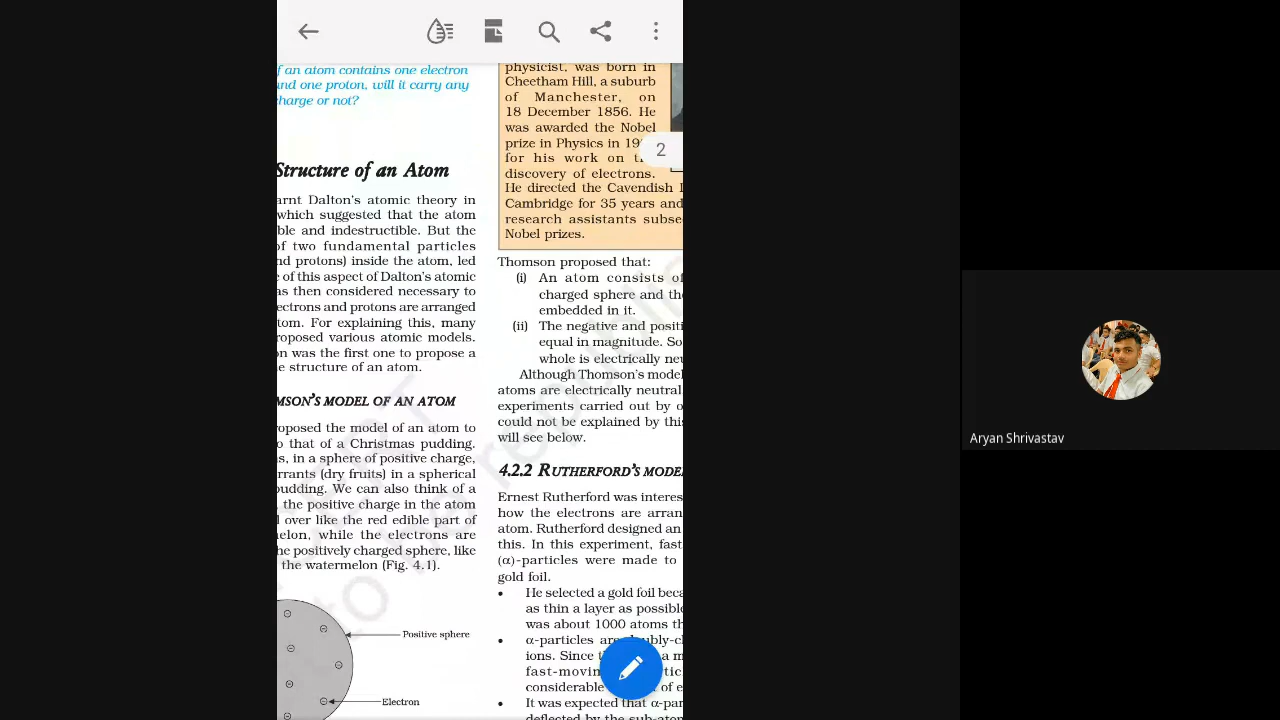 f an atom contains one electron
nd one proton, will it carry any
harge or not?
Structure of an Atom
arnt Dalton's atomic theory in
which suggested that the atom
ble and indestructible. But the
of two fundamental particles
nd protons) inside the atom, led
e of this aspect of Dalton's atomic
as then considered necessary to
ectrons and protons are arranged
tom. For explaining this, many
roposed various atomic models.
on was the first one to propose a
e structure of an atom.
MSON'S MODEL OF AN ATOM
roposed the model of an atom to
o that of a Christmas pudding.
s, in a sphere of positive charge,
rrants (dry fruits) in a spherical
pudding. We can also think of a
, the positive charge in the atom
l over like the red edible part of
elon, while the electrons are
he positively charged sphere, like
the watermelon (Fig. 4.1).
Positive sphere
Electron
physicist, was born in
Cheetham Hill, a suburb
of Manchester, on
18 December 1856. He
was awarded the Nobel
prize in Physics in 19
for his work on
discovery of electrons.
He directed the Cavendish
Cambridge for 35 years and
research assistants subse
Nobel prizes.
2
Thomson proposed that:
(i) An atom consists of
charged sphere and the
embedded in it.
(ii) The negative and positi
equal in magnitude. So
whole is electrically neu
Although Thomson's model
atoms are electrically neutral
experiments carried out by o
could not be explained by this
will see below.
4.2.2 RUTHERFORD'S MODE
Ernest Rutherford was interes
how the electrons are arran
atom. Rutherford designed an
this. In this experiment, fast
(α)-particles were made to
gold foil.
• He selected a gold foil beca
as thin a layer as possible
was about 1000 atoms th
• α-particles are doubly-c
ions. Since a m
fast-movin
considerable of e
• It was expected that α-par
deflected by the sub-ato
Aryan Shrivastav